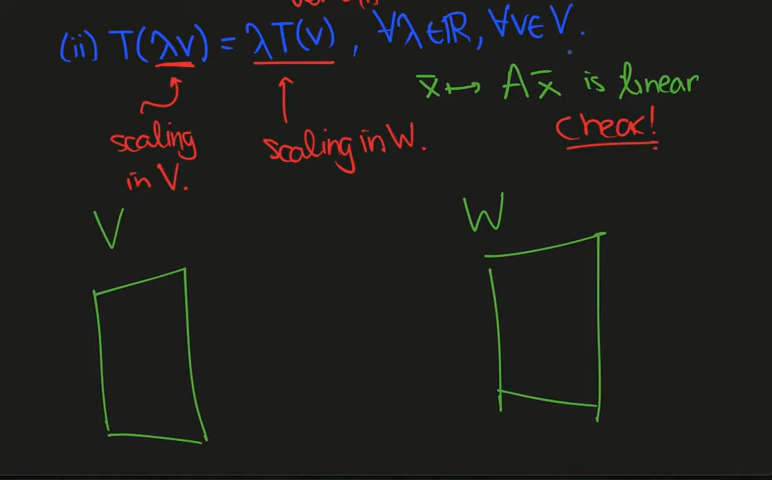 (ii) T(λv) = λT(v), ∀λ∈ℝ, ∀v∈V.
x̄ ↦ Ax̄ is linear
Check!
scaling
in V.
scaling in W.
V
W